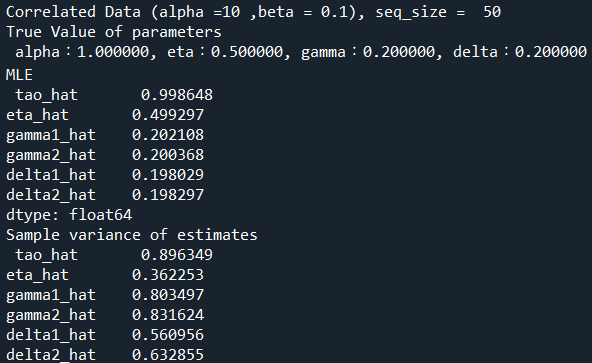 Correlated Data (alpha =10 ,beta = 0.1), seq_size =  50
True Value of parameters
 alpha：1.000000, eta：0.500000, gamma：0.200000, delta：0.200000
MLE
 tao_hat       0.998648
eta_hat       0.499297
gamma1_hat    0.202108
gamma2_hat    0.200368
delta1_hat    0.198029
delta2_hat    0.198297
dtype: float64
Sample variance of estimates
 tao_hat       0.896349
eta_hat       0.362253
gamma1_hat    0.803497
gamma2_hat    0.831624
delta1_hat    0.560956
delta2_hat    0.632855